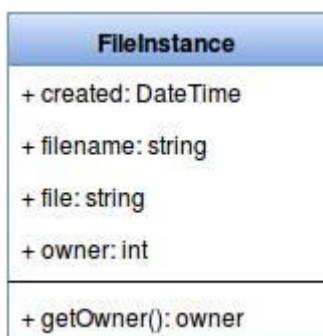 FileInstance
+ created: DateTime
+ filename: string
+ file: string
+ owner: int
+ getOwner(): owner